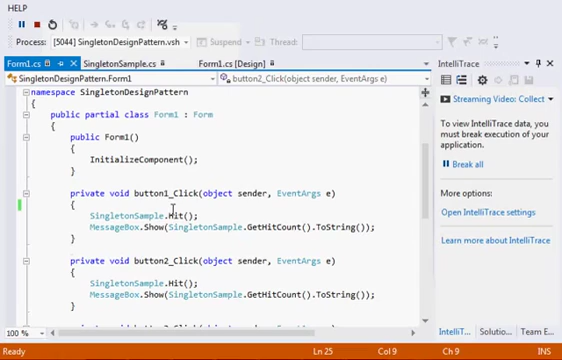 HELP
Suspend
Process: [5044] SingletonDesignPattern.vsh
Thread:
Form1.cs
SingletonSample.cs
Form1.cs [Design]
SingletonDesignPattern.Form1
button2_Click(object sender, EventArgs e)
namespace SingletonDesignPattern
{
public partial class Form1 : Form
{
public Form1()
{
InitializeComponent();
}
private void button1_Click(object sender, EventArgs e)
{
SingletonSample.Hit();
MessageBox.Show(SingletonSample.GetHitCount().ToString());
}
private void button2_Click(object sender, EventArgs e)
{
SingletonSample.Hit();
MessageBox.Show(SingletonSample.GetHitCount().ToString());
}
100 %
IntelliTrace
Streaming Video: Collect
To view IntelliTrace data, you must break execution of your application.
Break all
More options:
Open IntelliTrace settings
Learn more about IntelliTrace
IntelliT...
Solutio...
Team E...
Ready
Ln 25
Col 9
Ch 9
INS